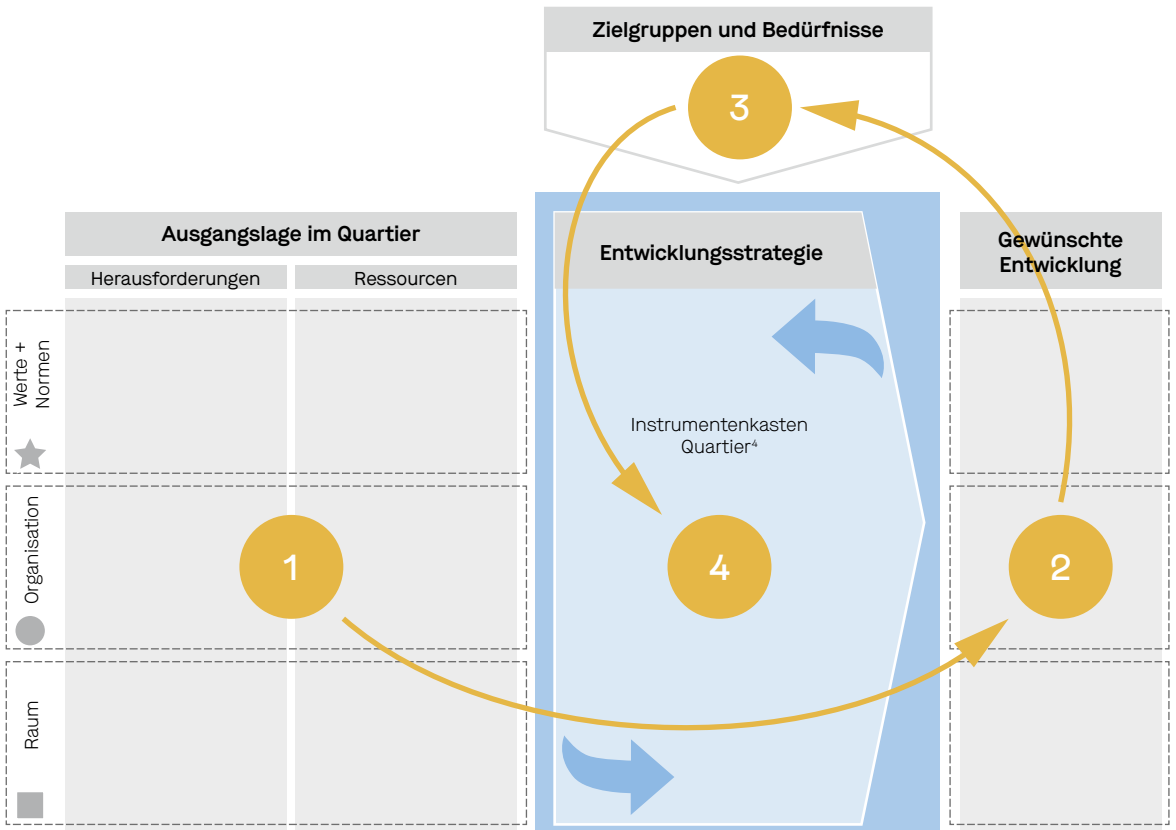 Zielgruppen und Bedürfnisse
3
Ausgangslage im Quartier
Herausforderungen
Ressourcen
Entwicklungsstrategie
Gewünschte
Entwicklung
Werte +
Normen
Instrumentenkasten
Quartier⁴
Organisation
1
4
2
Raum